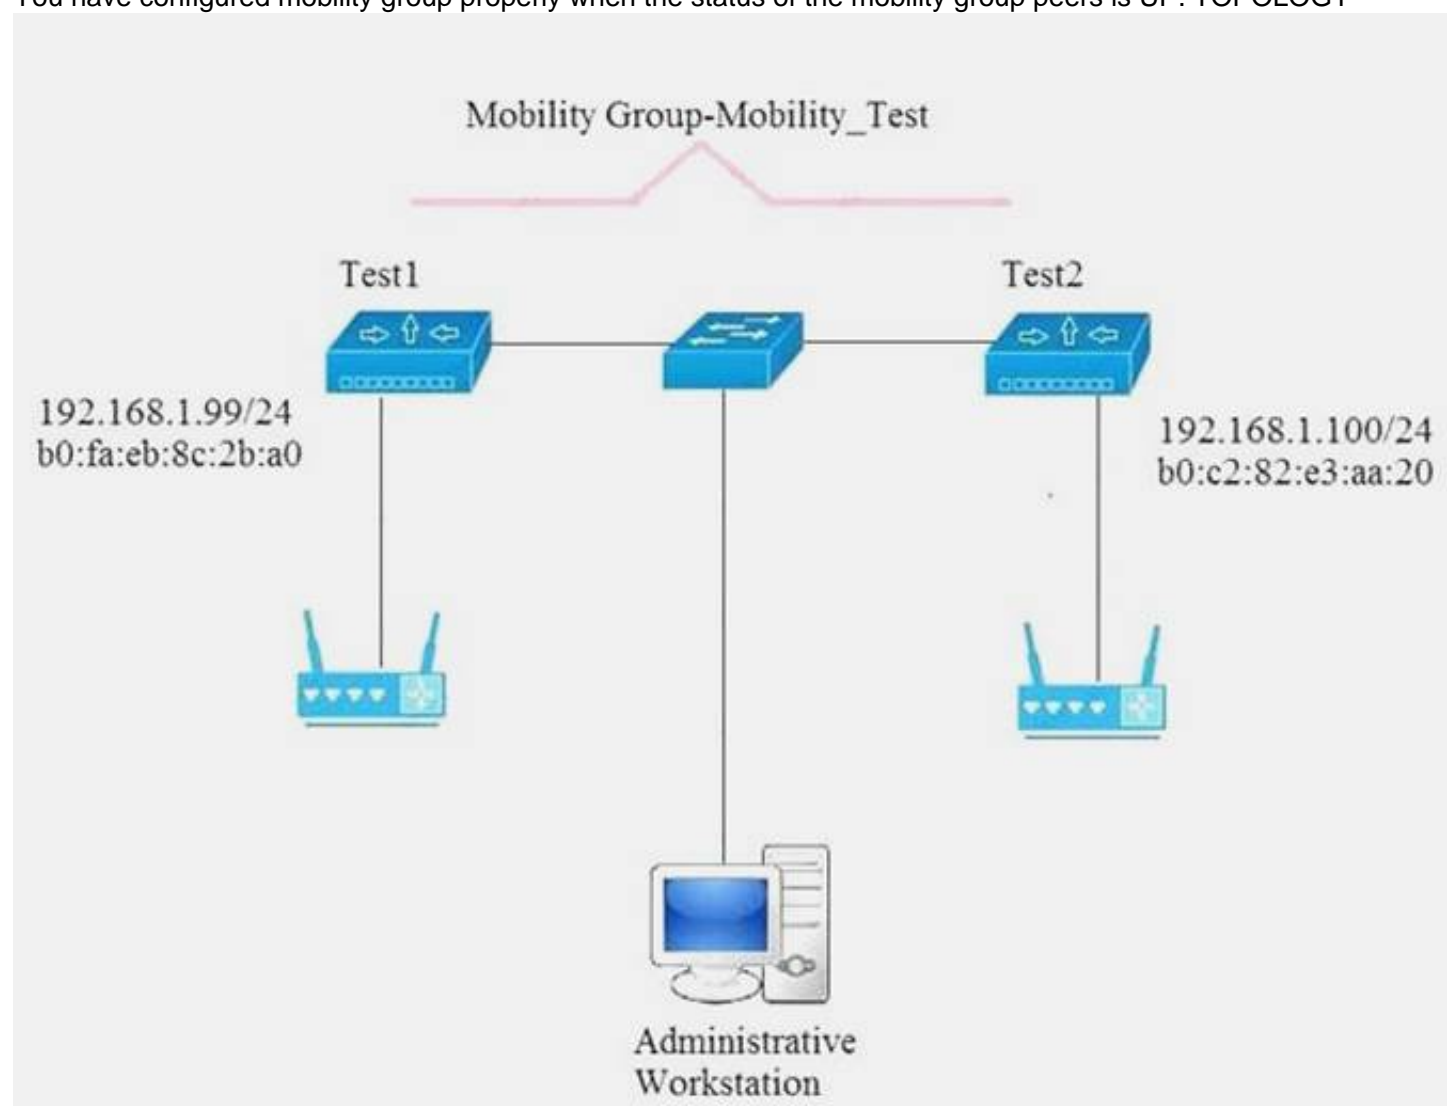 You have configured mobility group properly when the status of the mobility group peers is UP. TOPOLOGY
Mobility Group-Mobility_Test
Test1
Test2
192.168.1.99/24
b0:fa:eb:8c:2b:a0
192.168.1.100/24
b0:c2:82:e3:aa:20
Administrative
Workstation